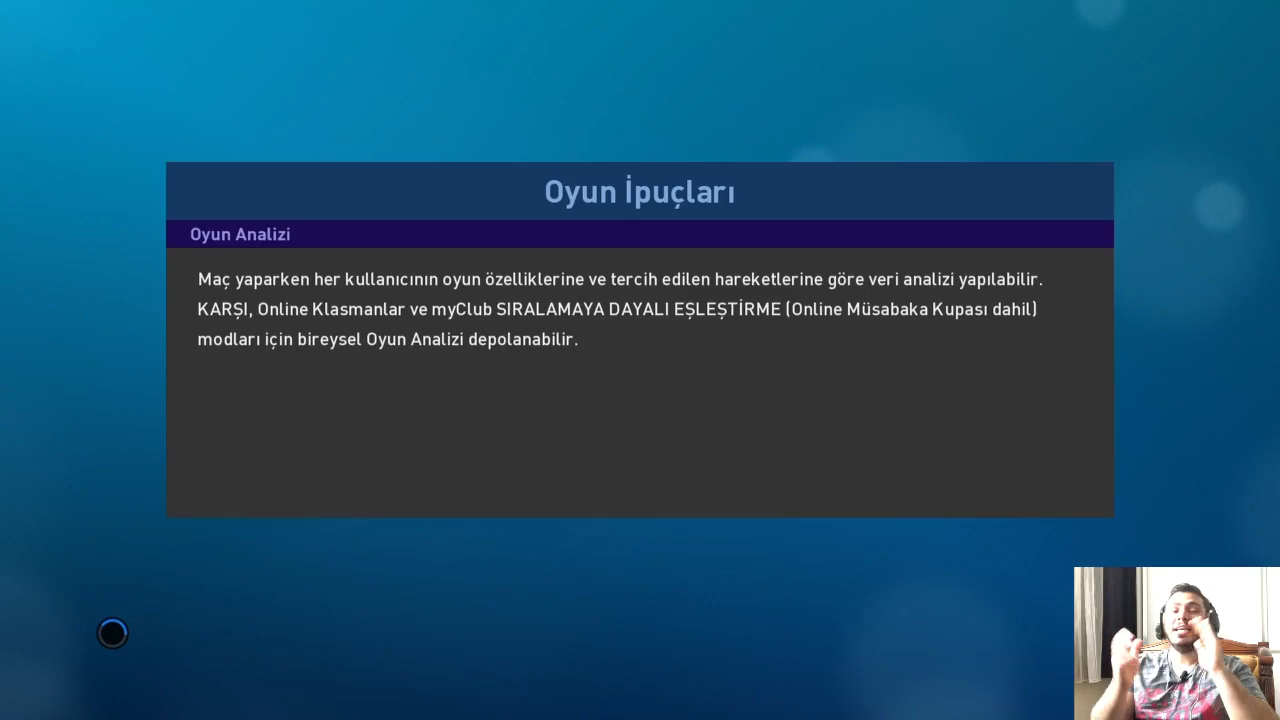 Oyun İpuçları
Oyun Analizi
Maç yaparken her kullanıcının oyun özelliklerine ve tercih edilen hareketlerine göre veri analizi yapılabilir.
KARŞI, Online Klasmanlar ve myClub SIRALAMAYA DAYALI EŞLEŞTİRME (Online Müsabaka Kupası dahil)
modları için bireysel Oyun Analizi depolanabilir.